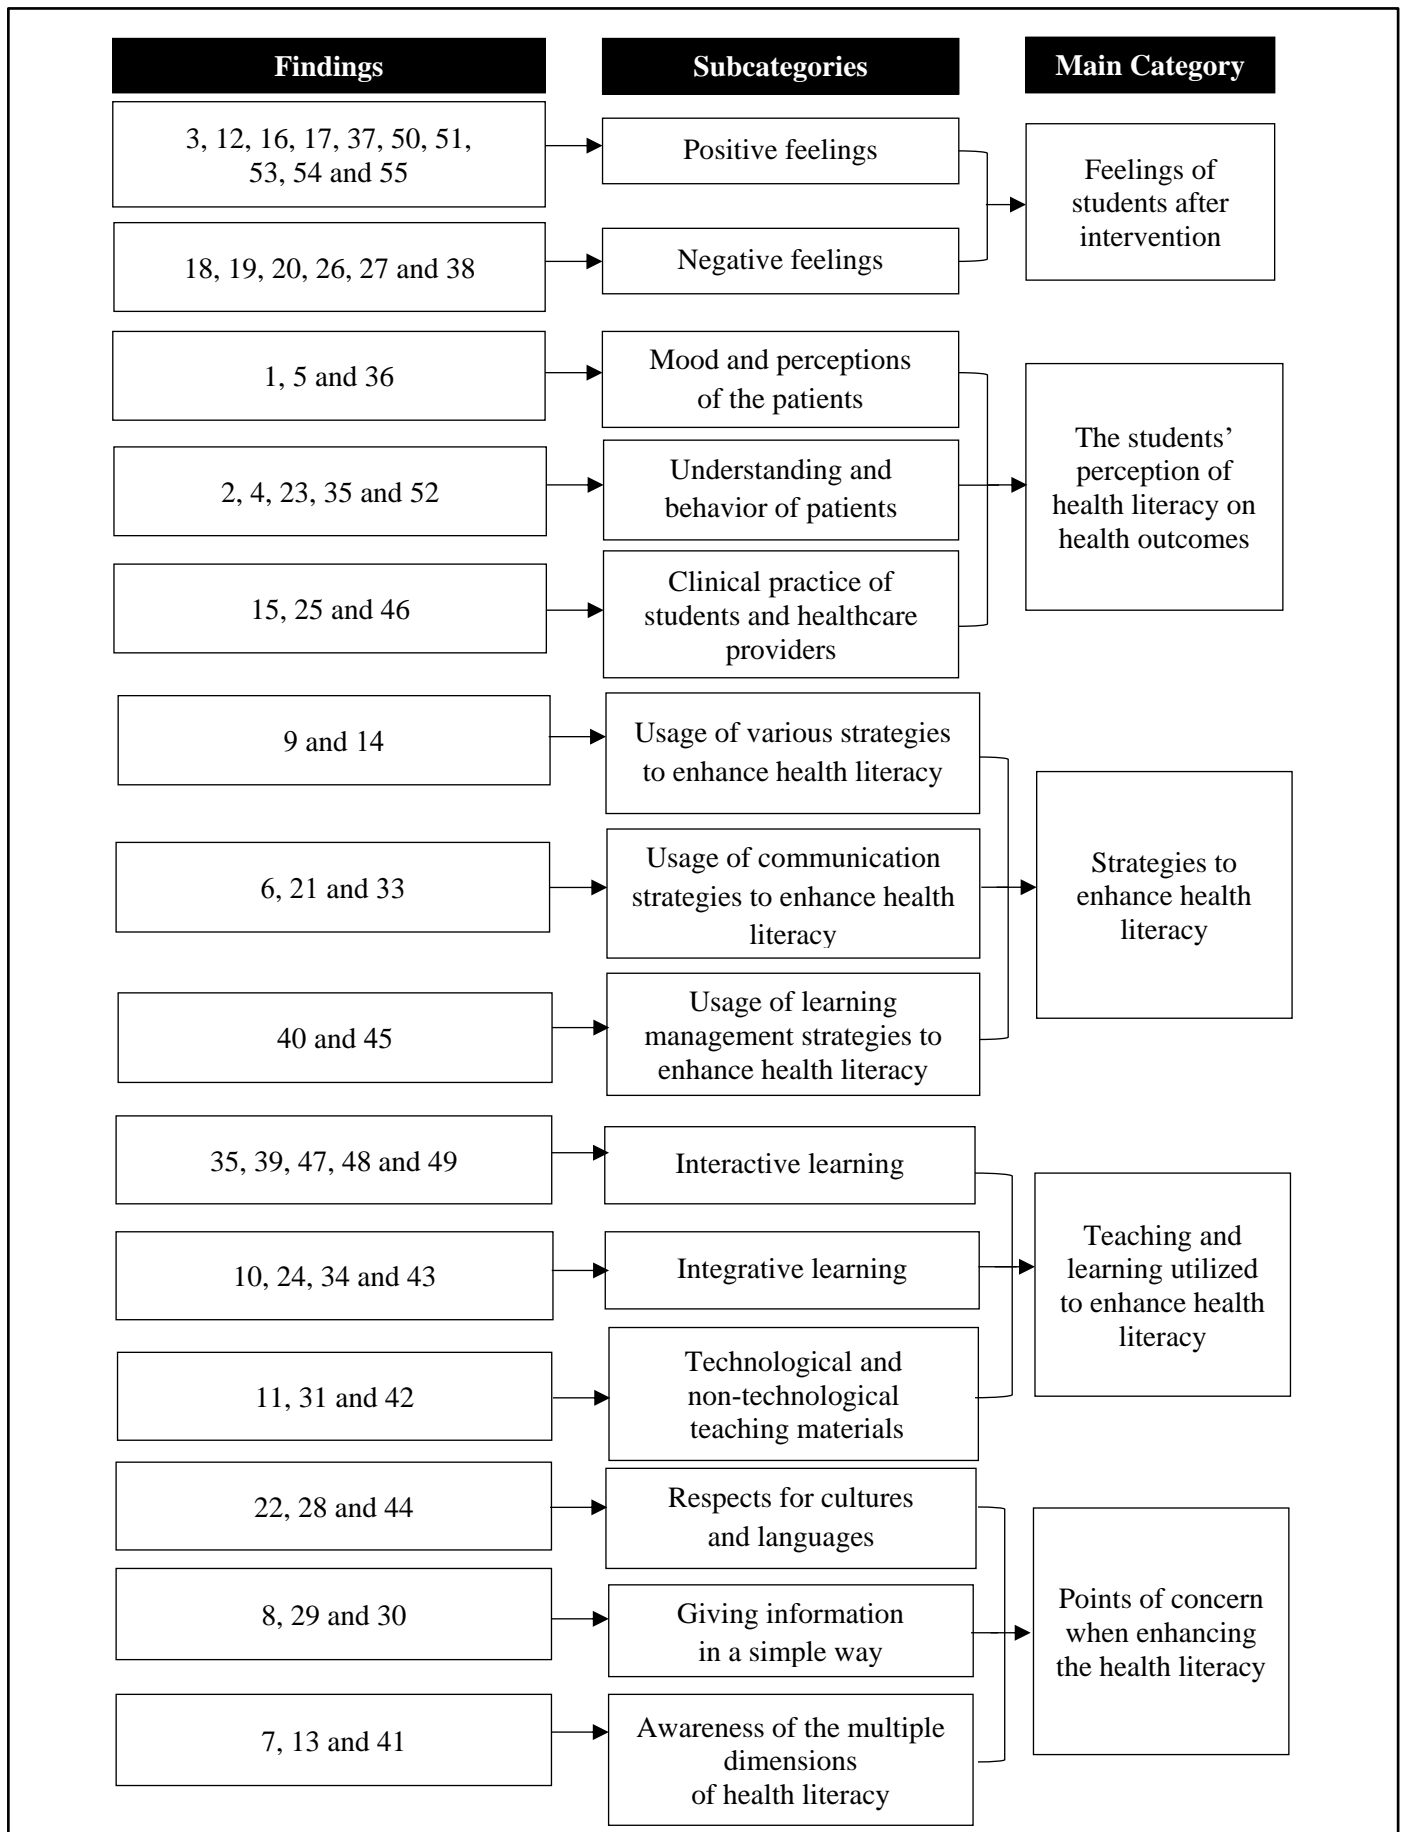 Findings
Subcategories
Main Category
3, 12, 16, 17, 37, 50, 51,
53, 54 and 55
Positive feelings
Feelings of
students after
intervention
18, 19, 20, 26, 27 and 38
Negative feelings
1, 5 and 36
Mood and perceptions
of the patients
The students’
perception of
health literacy on
health outcomes
2, 4, 23, 35 and 52
Understanding and
behavior of patients
15, 25 and 46
Clinical practice of
students and healthcare
providers
9 and 14
Usage of various strategies
to enhance health literacy
Strategies to
enhance health
literacy
6, 21 and 33
Usage of communication
strategies to enhance health
literacy
40 and 45
Usage of learning
management strategies to
enhance health literacy
35, 39, 47, 48 and 49
Interactive learning
Teaching and
learning utilized
to enhance health
literacy
10, 24, 34 and 43
Integrative learning
11, 31 and 42
Technological and
non-technological
teaching materials
22, 28 and 44
Respects for cultures
and languages
Points of concern
when enhancing
the health literacy
8, 29 and 30
Giving information
in a simple way
7, 13 and 41
Awareness of the multiple
dimensions
of health literacy